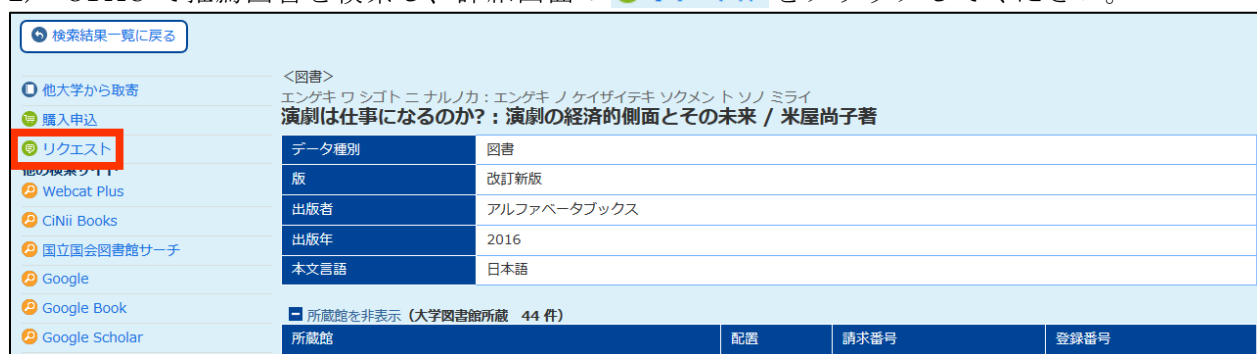 検索結果一覧に戻る
他大学から取寄
購入申込
リクエスト
Webcat Plus
CiNii Books
国立国会図書館サーチ
Google
Google Book
Google Scholar
<図書>
エンゲキ ワ シゴト ニ ナルノカ : エンゲキ ノ ケイザイテキ ソクメン ト ソノ ミライ
演劇は仕事になるのか? : 演劇の経済的側面とその未来 / 米屋尚子著
データ種別 図書
版 改訂新版
出版者 アルファベータブックス
出版年 2016
本文言語 日本語
所蔵館を非表示（大学図書館所蔵 44 件）
所蔵館 配置 請求番号 登録番号